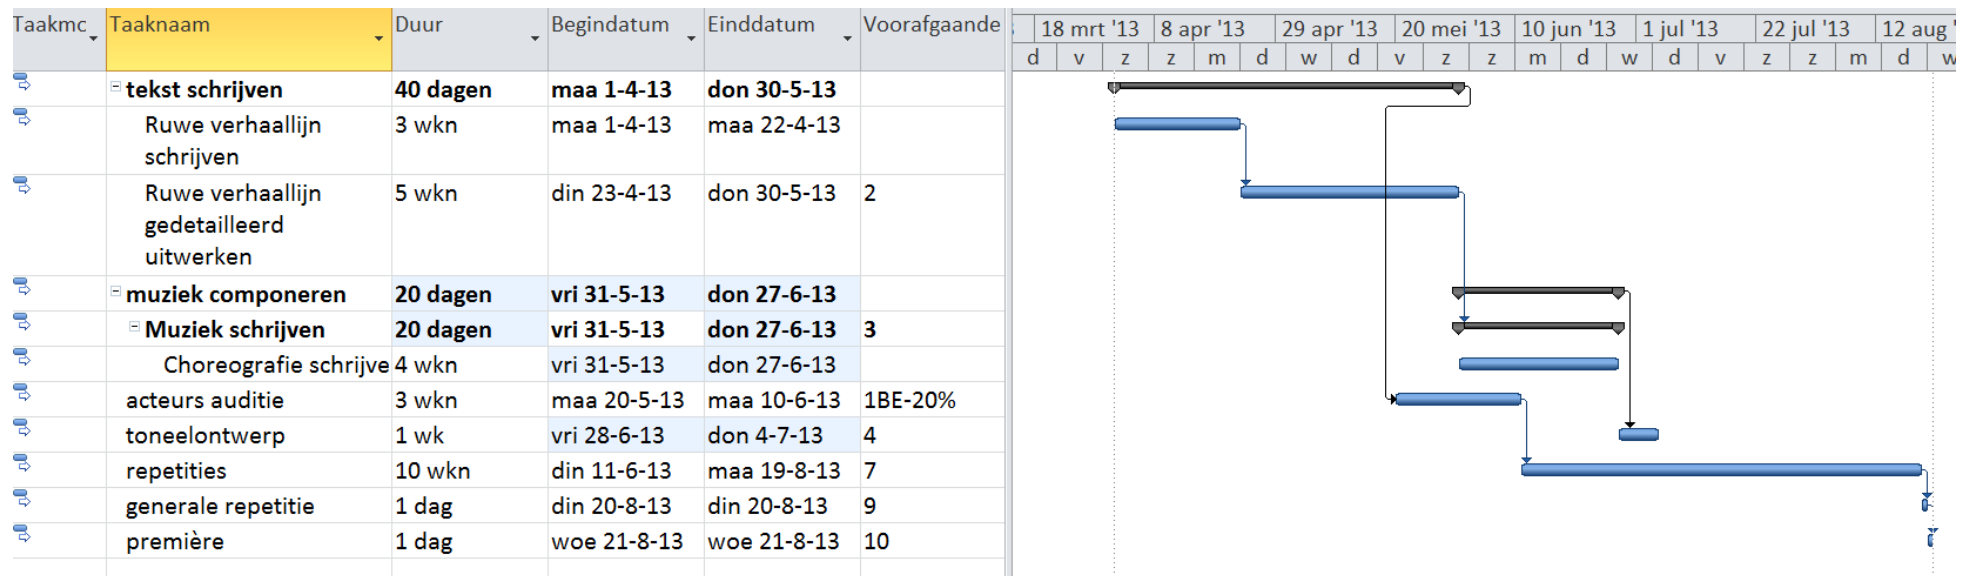 Taakmc Taaknaam Duur Begindatum Einddatum Voorafgaande
18 mrt '13 8 apr '13 29 apr '13 20 mei '13 10 jun '13 1 jul '13 22 jul '13 12 aug '
d v z z m d w d v z z m d w d v z z m d w
tekst schrijven 40 dagen maa 1-4-13 don 30-5-13
Ruwe verhaallijn 3 wkn maa 1-4-13 maa 22-4-13
schrijven
Ruwe verhaallijn 5 wkn din 23-4-13 don 30-5-13 2
gedetailleerd
uitwerken
muziek componeren 20 dagen vri 31-5-13 don 27-6-13
Muziek schrijven 20 dagen vri 31-5-13 don 27-6-13 3
Choreografie schrijve 4 wkn vri 31-5-13 don 27-6-13
acteurs auditie 3 wkn maa 20-5-13 maa 10-6-13 1BE-20%
toneelontwerp 1 wk vri 28-6-13 don 4-7-13 4
repetities 10 wkn din 11-6-13 maa 19-8-13 7
generale repetitie 1 dag din 20-8-13 din 20-8-13 9
première 1 dag woe 21-8-13 woe 21-8-13 10